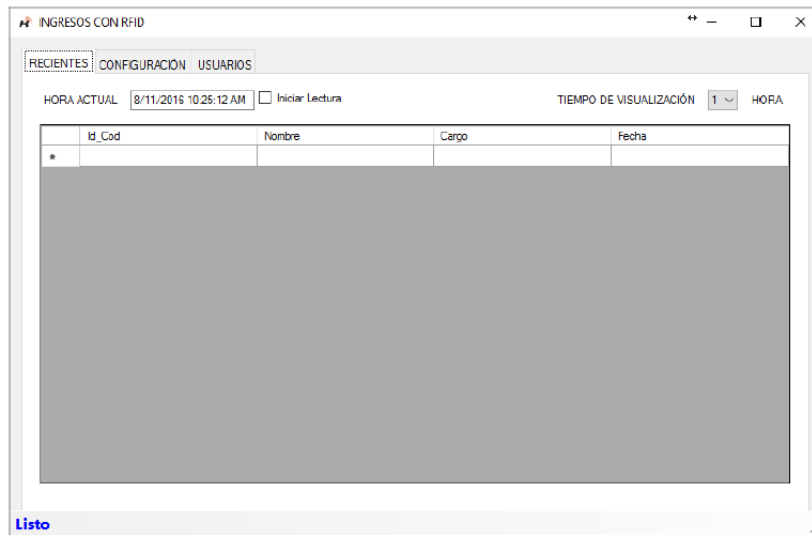 INGRESOS CON RFID
RECIENTES CONFIGURACIÓN USUARIOS
HORA ACTUAL 8/11/2016 10:25:12 AM Iniciar Lectura TIEMPO DE VISUALIZACIÓN 1 HORA
Id_Cod Nombre Cargo Fecha
*
Listo